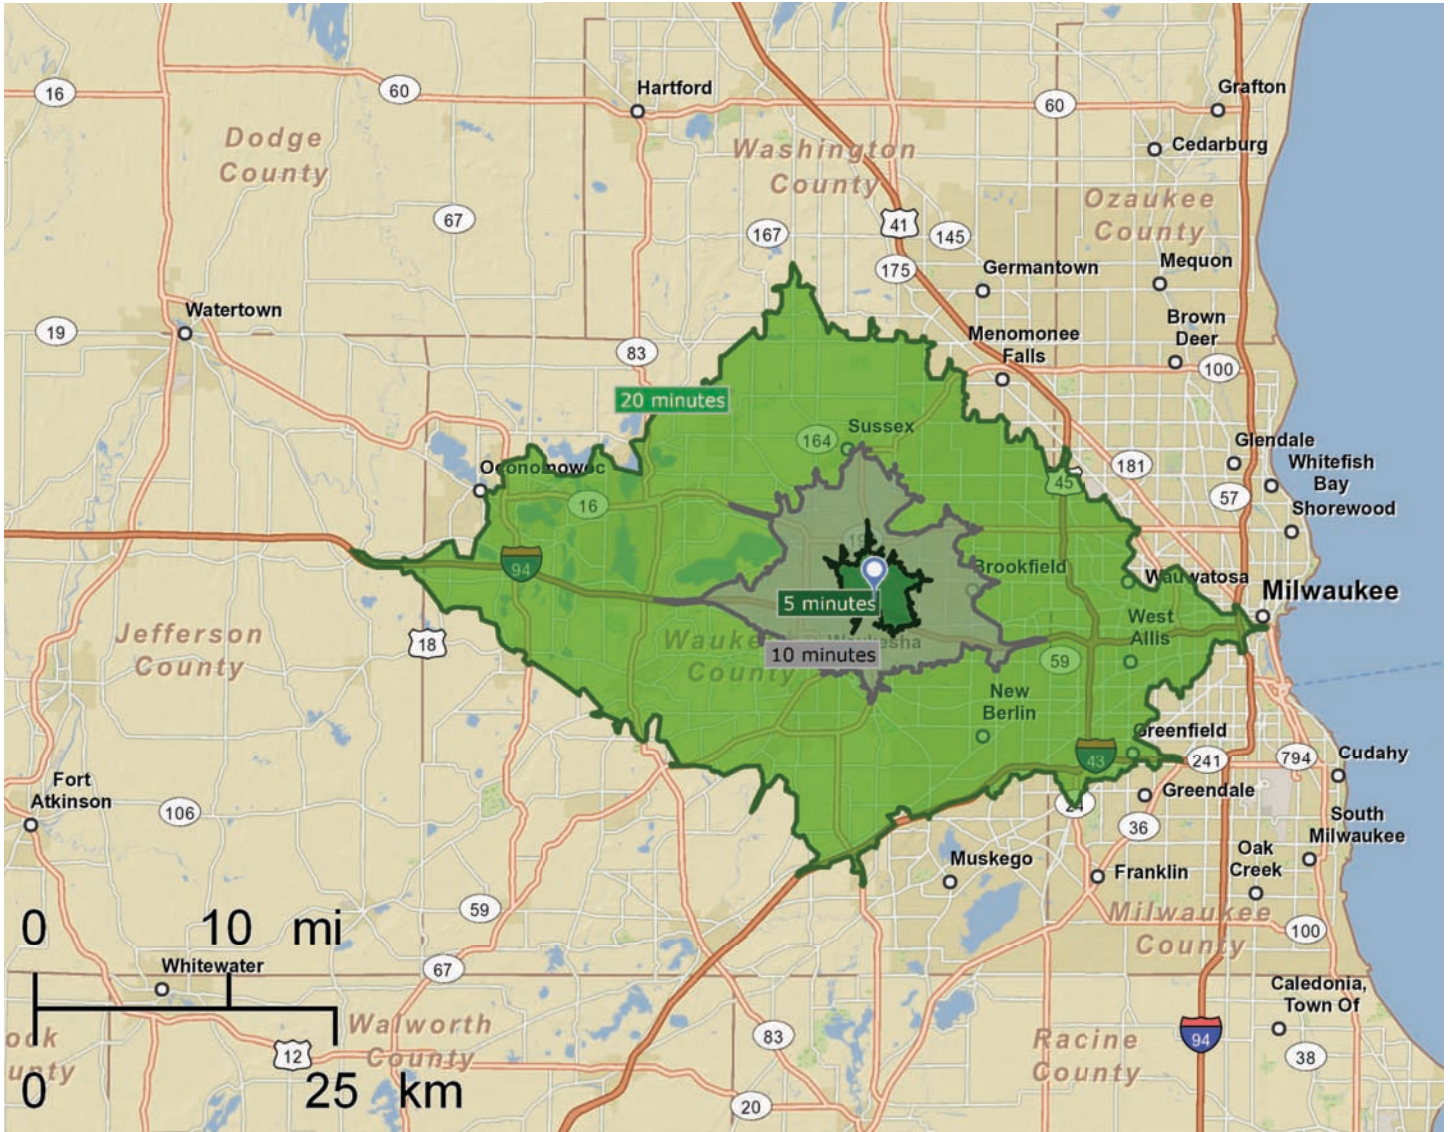 Hartford
Grafton
16
60
60
Cedarburg
Dodge
County
Washington
County
Ozaukee
County
67
167
41
145
175
Germantown
Mequon
Watertown
Brown
Deer
19
83
Menomonee
Falls
100
20 minutes
164
Sussex
Glendale
Oconomowoc
181
Whitefish
Bay
45
57
Shorewood
16
19
94
Brookfield
Wauwatosa
Milwaukee
5 minutes
West
Allis
Jefferson
County
18
10 minutes
County
59
New
Berlin
Greenfield
43
241
794
Cudahy
Fort
Atkinson
106
24
Greendale
36
South
Milwaukee
Muskego
Franklin
Oak
Creek
59
Milwaukee
County
100
0 10 mi
Whitewater
67
Caledonia,
Town Of
Walworth
County
83
Racine
County
94
12
38
0 25 km
20